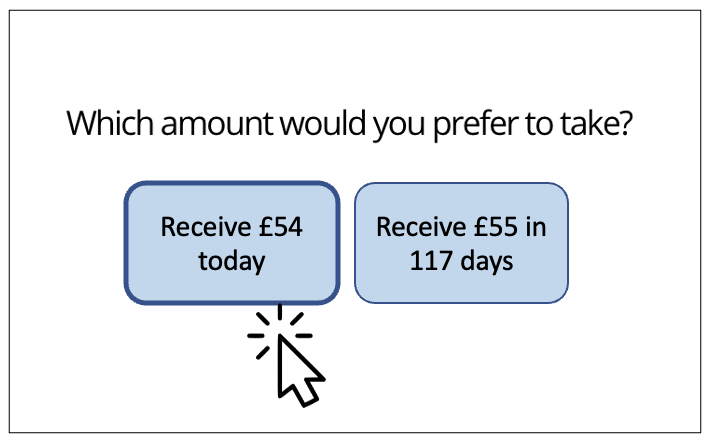 Which amount would you prefer to take?
Receive £54
today
Receive £55 in
117 days